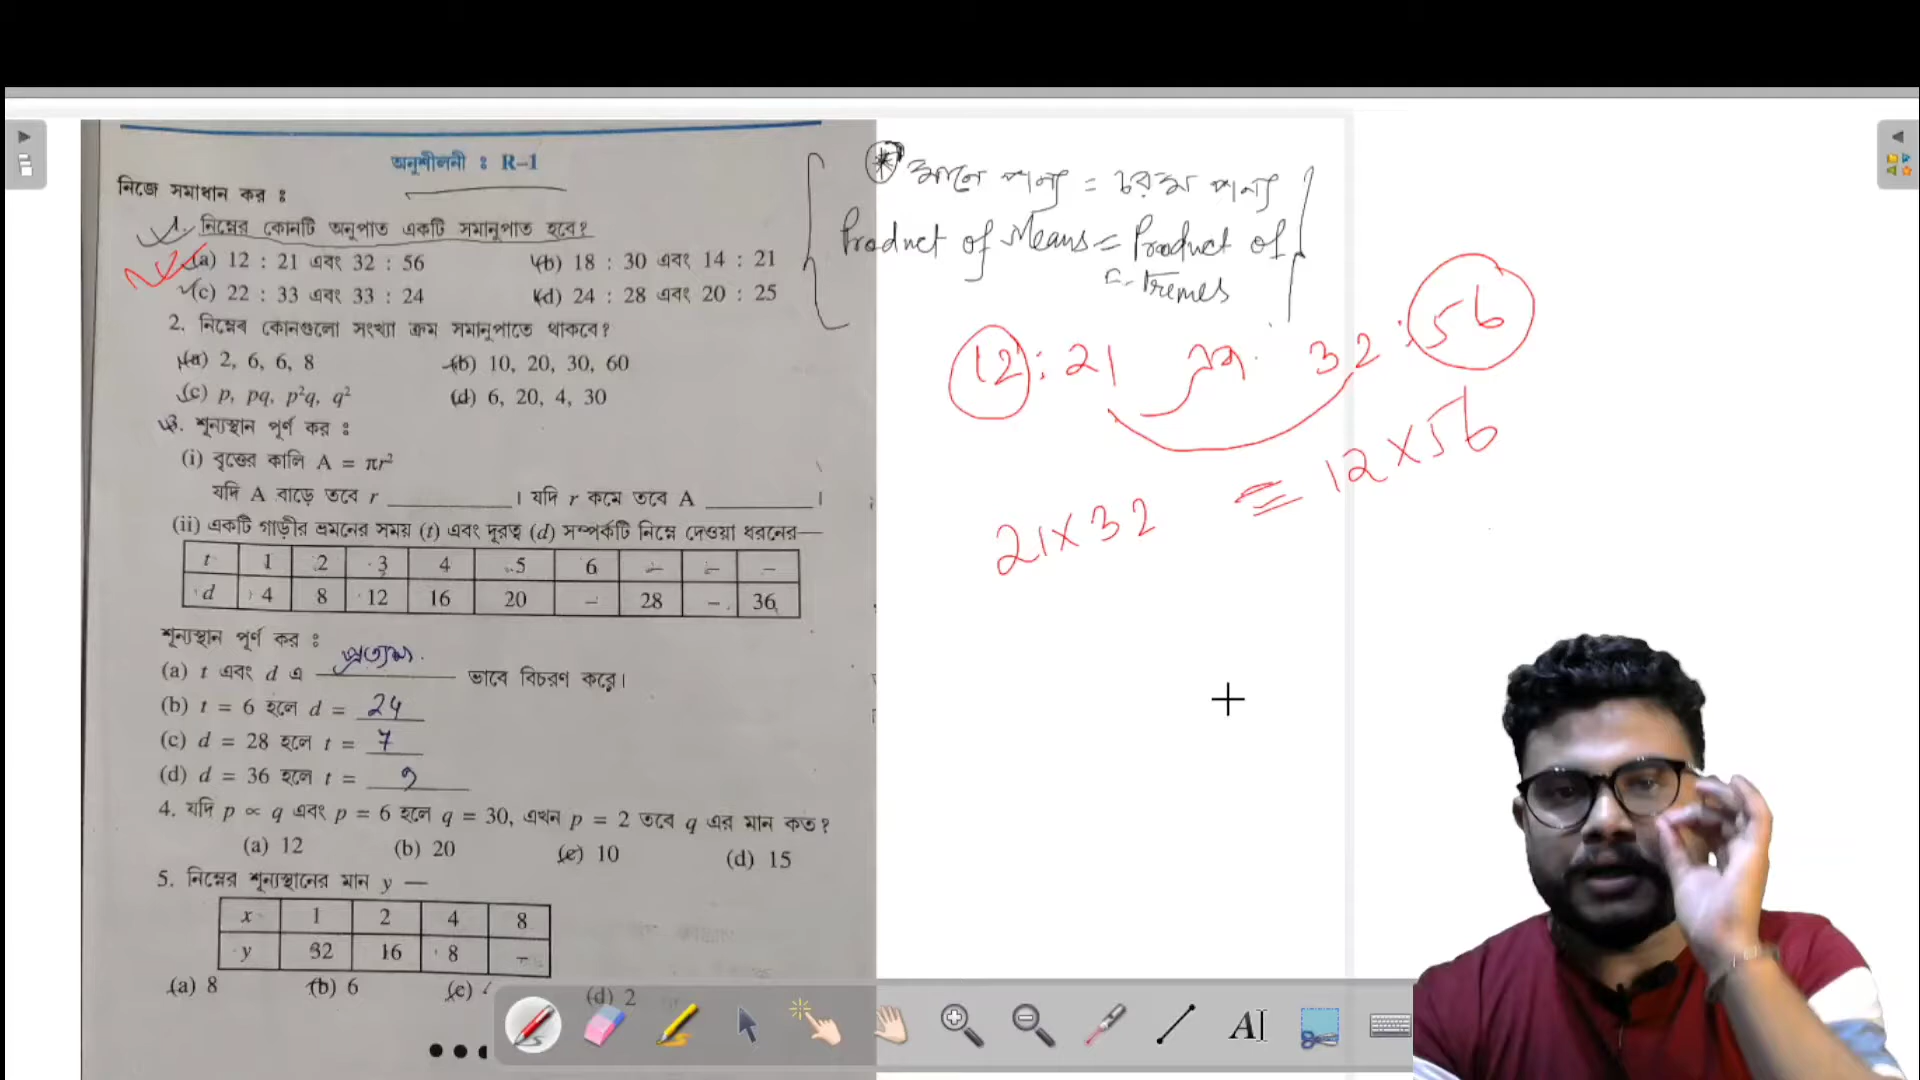 অনুশীলনী : R-1
নিজে সমাধান কর :
1. নিম্নের কোনটি অনুপাত একটি সমানুপাত হবে?
(a) 12 : 21 এবং 32 : 56 (b) 18 : 30 এবং 14 : 21
(c) 22 : 33 এবং 33 : 24 (d) 24 : 28 এবং 20 : 25
2. নিম্নের কোনগুলো সংখ্যা ক্রম সমানুপাতে থাকবে?
(a) 2, 6, 6, 8 (b) 10, 20, 30, 60
(c) p, pq, p²q, q² (d) 6, 20, 4, 30
3. শূন্যস্থান পূর্ণ কর :
(i) বৃত্তের কালি A = πr²
যদি A বাড়ে তবে r ________। যদি r কমে তবে A ________।
(ii) একটি গাড়ীর ভ্রমনের সময় (t) এবং দূরত্ব (d) সম্পর্কটি নিম্নে দেওয়া ধরনের—
t 1 2 3 4 5 6 – – –
d 4 8 12 16 20 – 28 – 36
শূন্যস্থান পূর্ণ কর :
(a) t এবং d এ প্রত্যক্ষ ভাবে বিচরণ করে।
(b) t = 6 হলে d = 24
(c) d = 28 হলে t = 7
(d) d = 36 হলে t = 9
4. যদি p ∝ q এবং p = 6 হলে q = 30, এখন p = 2 তবে q এর মান কত?
(a) 12 (b) 20 (c) 10 (d) 15
5. নিম্নের শূন্যস্থানের মান y —
x 1 2 4 8
y 32 16 8 –
(a) 8 (b) 6 (c) (d) 2
= চরম
Product of Means = Product of
Extremes
12 : 21 এবং 32 : 56
21 x 32 = 12 x 56
A